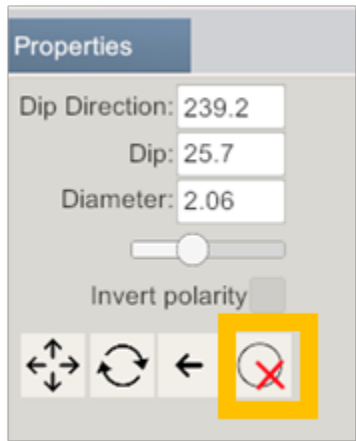 Properties
Dip Direction: 239.2
Dip: 25.7
Diameter: 2.06
Invert polarity